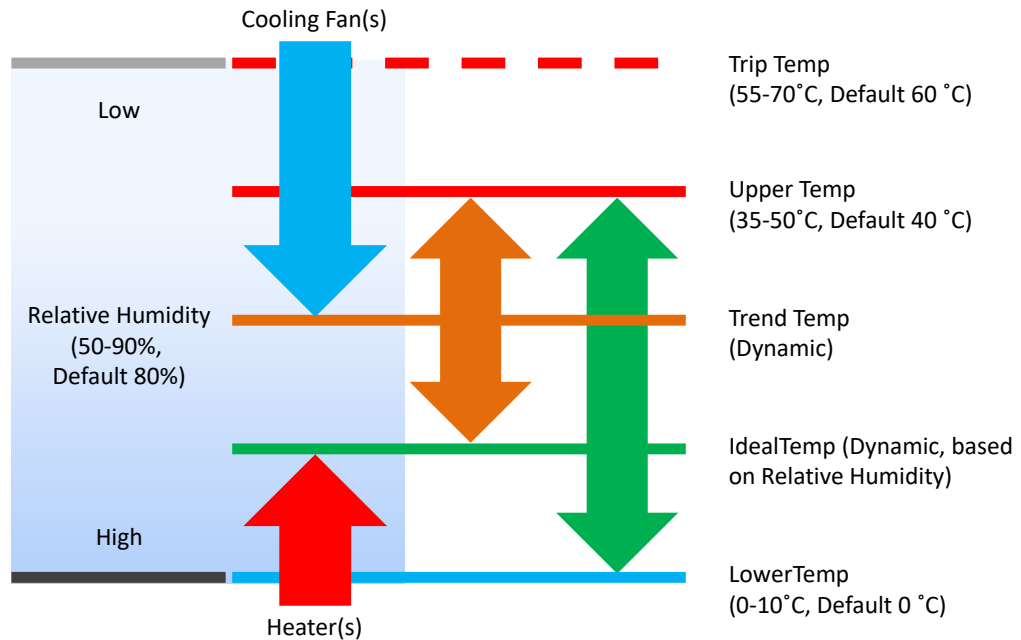 Cooling Fan(s)
Trip Temp
(55-70˚C, Default 60 ˚C)
Low
Upper Temp
(35-50˚C, Default 40 ˚C)
Relative Humidity
(50-90%,
Default 80%)
Trend Temp
(Dynamic)
IdealTemp (Dynamic, based
on Relative Humidity)
High
LowerTemp
(0-10˚C, Default 0 ˚C)
Heater(s)